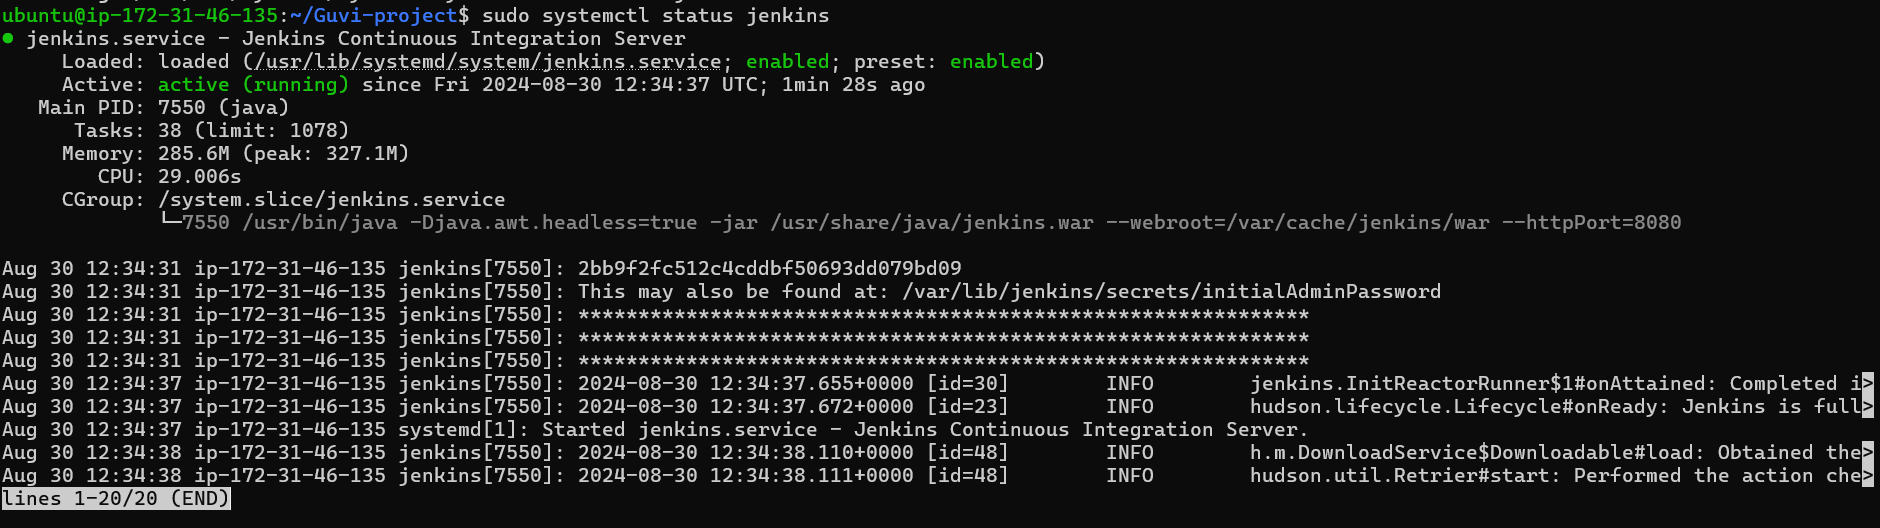 ubuntu@ip-172-31-46-135:~/Guvi-project$ sudo systemctl status jenkins
● jenkins.service - Jenkins Continuous Integration Server
     Loaded: loaded (/usr/lib/systemd/system/jenkins.service; enabled; preset: enabled)
     Active: active (running) since Fri 2024-08-30 12:34:37 UTC; 1min 28s ago
   Main PID: 7550 (java)
      Tasks: 38 (limit: 1078)
     Memory: 285.6M (peak: 327.1M)
        CPU: 29.006s
     CGroup: /system.slice/jenkins.service
             └─7550 /usr/bin/java -Djava.awt.headless=true -jar /usr/share/java/jenkins.war --webroot=/var/cache/jenkins/war --httpPort=8080
Aug 30 12:34:31 ip-172-31-46-135 jenkins[7550]: 2bb9f2fc512c4cddbf50693dd079bd09
Aug 30 12:34:31 ip-172-31-46-135 jenkins[7550]: This may also be found at: /var/lib/jenkins/secrets/initialAdminPassword
Aug 30 12:34:31 ip-172-31-46-135 jenkins[7550]: *************************************************************
Aug 30 12:34:31 ip-172-31-46-135 jenkins[7550]: *************************************************************
Aug 30 12:34:31 ip-172-31-46-135 jenkins[7550]: *************************************************************
Aug 30 12:34:37 ip-172-31-46-135 jenkins[7550]: 2024-08-30 12:34:37.655+0000 [id=30]        INFO        jenkins.InitReactorRunner$1#onAttained: Completed i>
Aug 30 12:34:37 ip-172-31-46-135 jenkins[7550]: 2024-08-30 12:34:37.672+0000 [id=23]        INFO        hudson.lifecycle.Lifecycle#onReady: Jenkins is full>
Aug 30 12:34:37 ip-172-31-46-135 systemd[1]: Started jenkins.service - Jenkins Continuous Integration Server.
Aug 30 12:34:38 ip-172-31-46-135 jenkins[7550]: 2024-08-30 12:34:38.110+0000 [id=48]        INFO        h.m.DownloadService$Downloadable#load: Obtained the>
Aug 30 12:34:38 ip-172-31-46-135 jenkins[7550]: 2024-08-30 12:34:38.111+0000 [id=48]        INFO        hudson.util.Retrier#start: Performed the action che>
lines 1-20/20 (END)